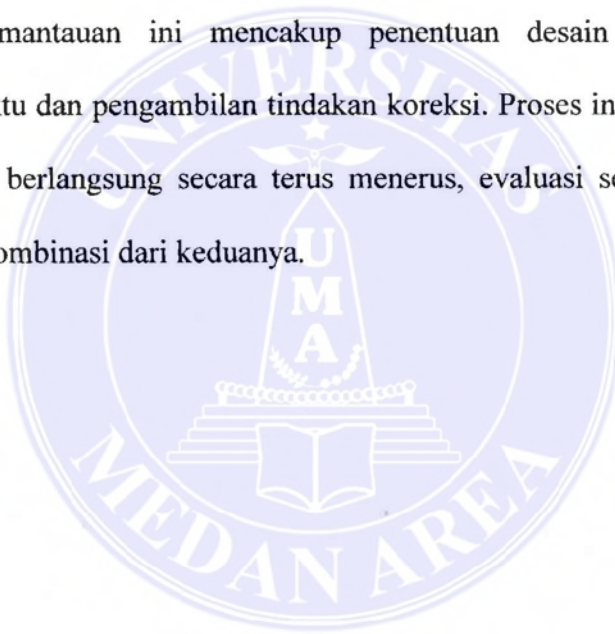 mantauan ini mencakup penentuan desain
tu dan pengambilan tindakan koreksi. Proses in
berlangsung secara terus menerus, evaluasi se
ombinasi dari keduanya.
UNIVERSITAS
UMA
MEDAN AREA